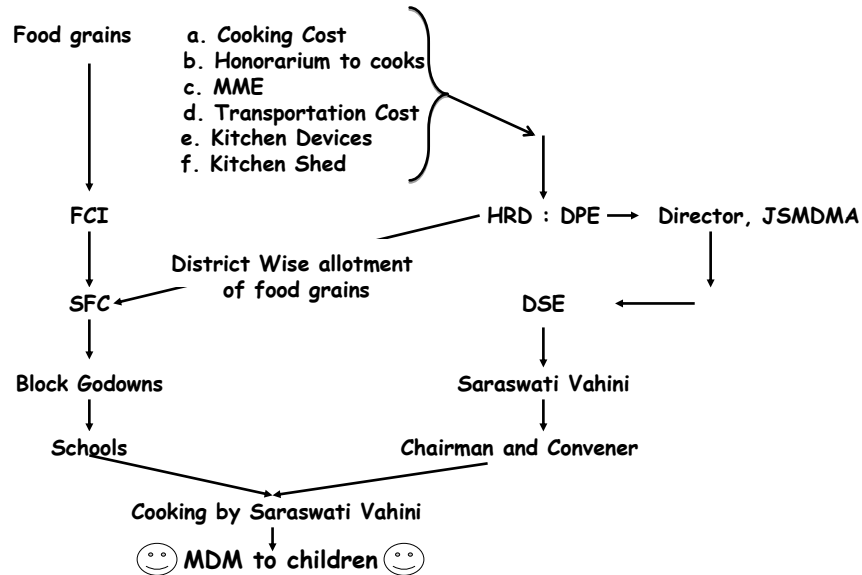 Food grains
a. Cooking Cost
b. Honorarium to cooks
c. MME
d. Transportation Cost
e. Kitchen Devices
f. Kitchen Shed
FCI
HRD : DPE
Director, JSMDMA
District Wise allotment
of food grains
SFC
DSE
Block Godowns
Saraswati Vahini
Schools
Chairman and Convener
Cooking by Saraswati Vahini
MDM to children